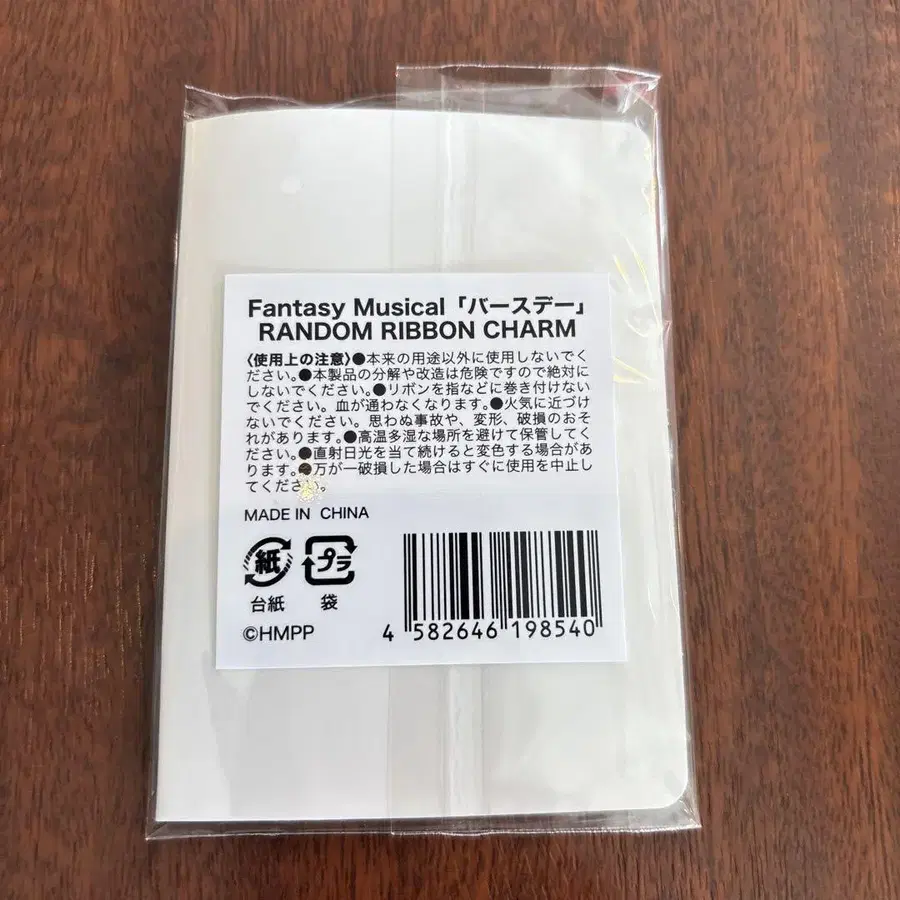 Fantasy Musical「バースデー」
RANDOM RIBBON CHARM
〈使用上の注意〉●本来の用途以外に使用しないでく
ださい。●本製品の分解や改造は危険ですので絶対に
しないでください。●リボンを指などに巻き付けない
でください。血が通わなくなります。●火気に近づけ
ないでください。思わぬ事故や、変形、破損のおそ
れがあります。●高温多湿な場所を避けて保管してく
ださい。●直射日光を当て続けると変色する場合があ
ります。●万が一破損した場合はすぐに使用を中止し
てください。
MADE IN CHINA
紙 プラ
台紙 袋
©HMPP
4 582646 198540